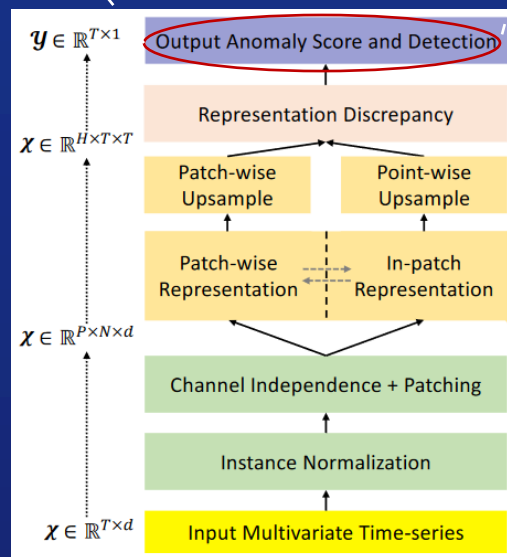 𝒴 ∈ ℝ^{T×1}
Output Anomaly Score and Detection
Representation Discrepancy
𝒳 ∈ ℝ^{H×T×T}
Patch-wise
Upsample
Point-wise
Upsample
Patch-wise
Representation
In-patch
Representation
𝒳 ∈ ℝ^{P×N×d}
Channel Independence + Patching
Instance Normalization
𝒳 ∈ ℝ^{T×d}
Input Multivariate Time-series